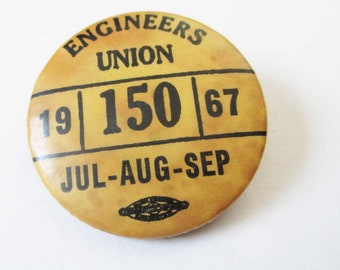 ENGINEERS
UNION
19 150 67
JUL-AUG-SEP